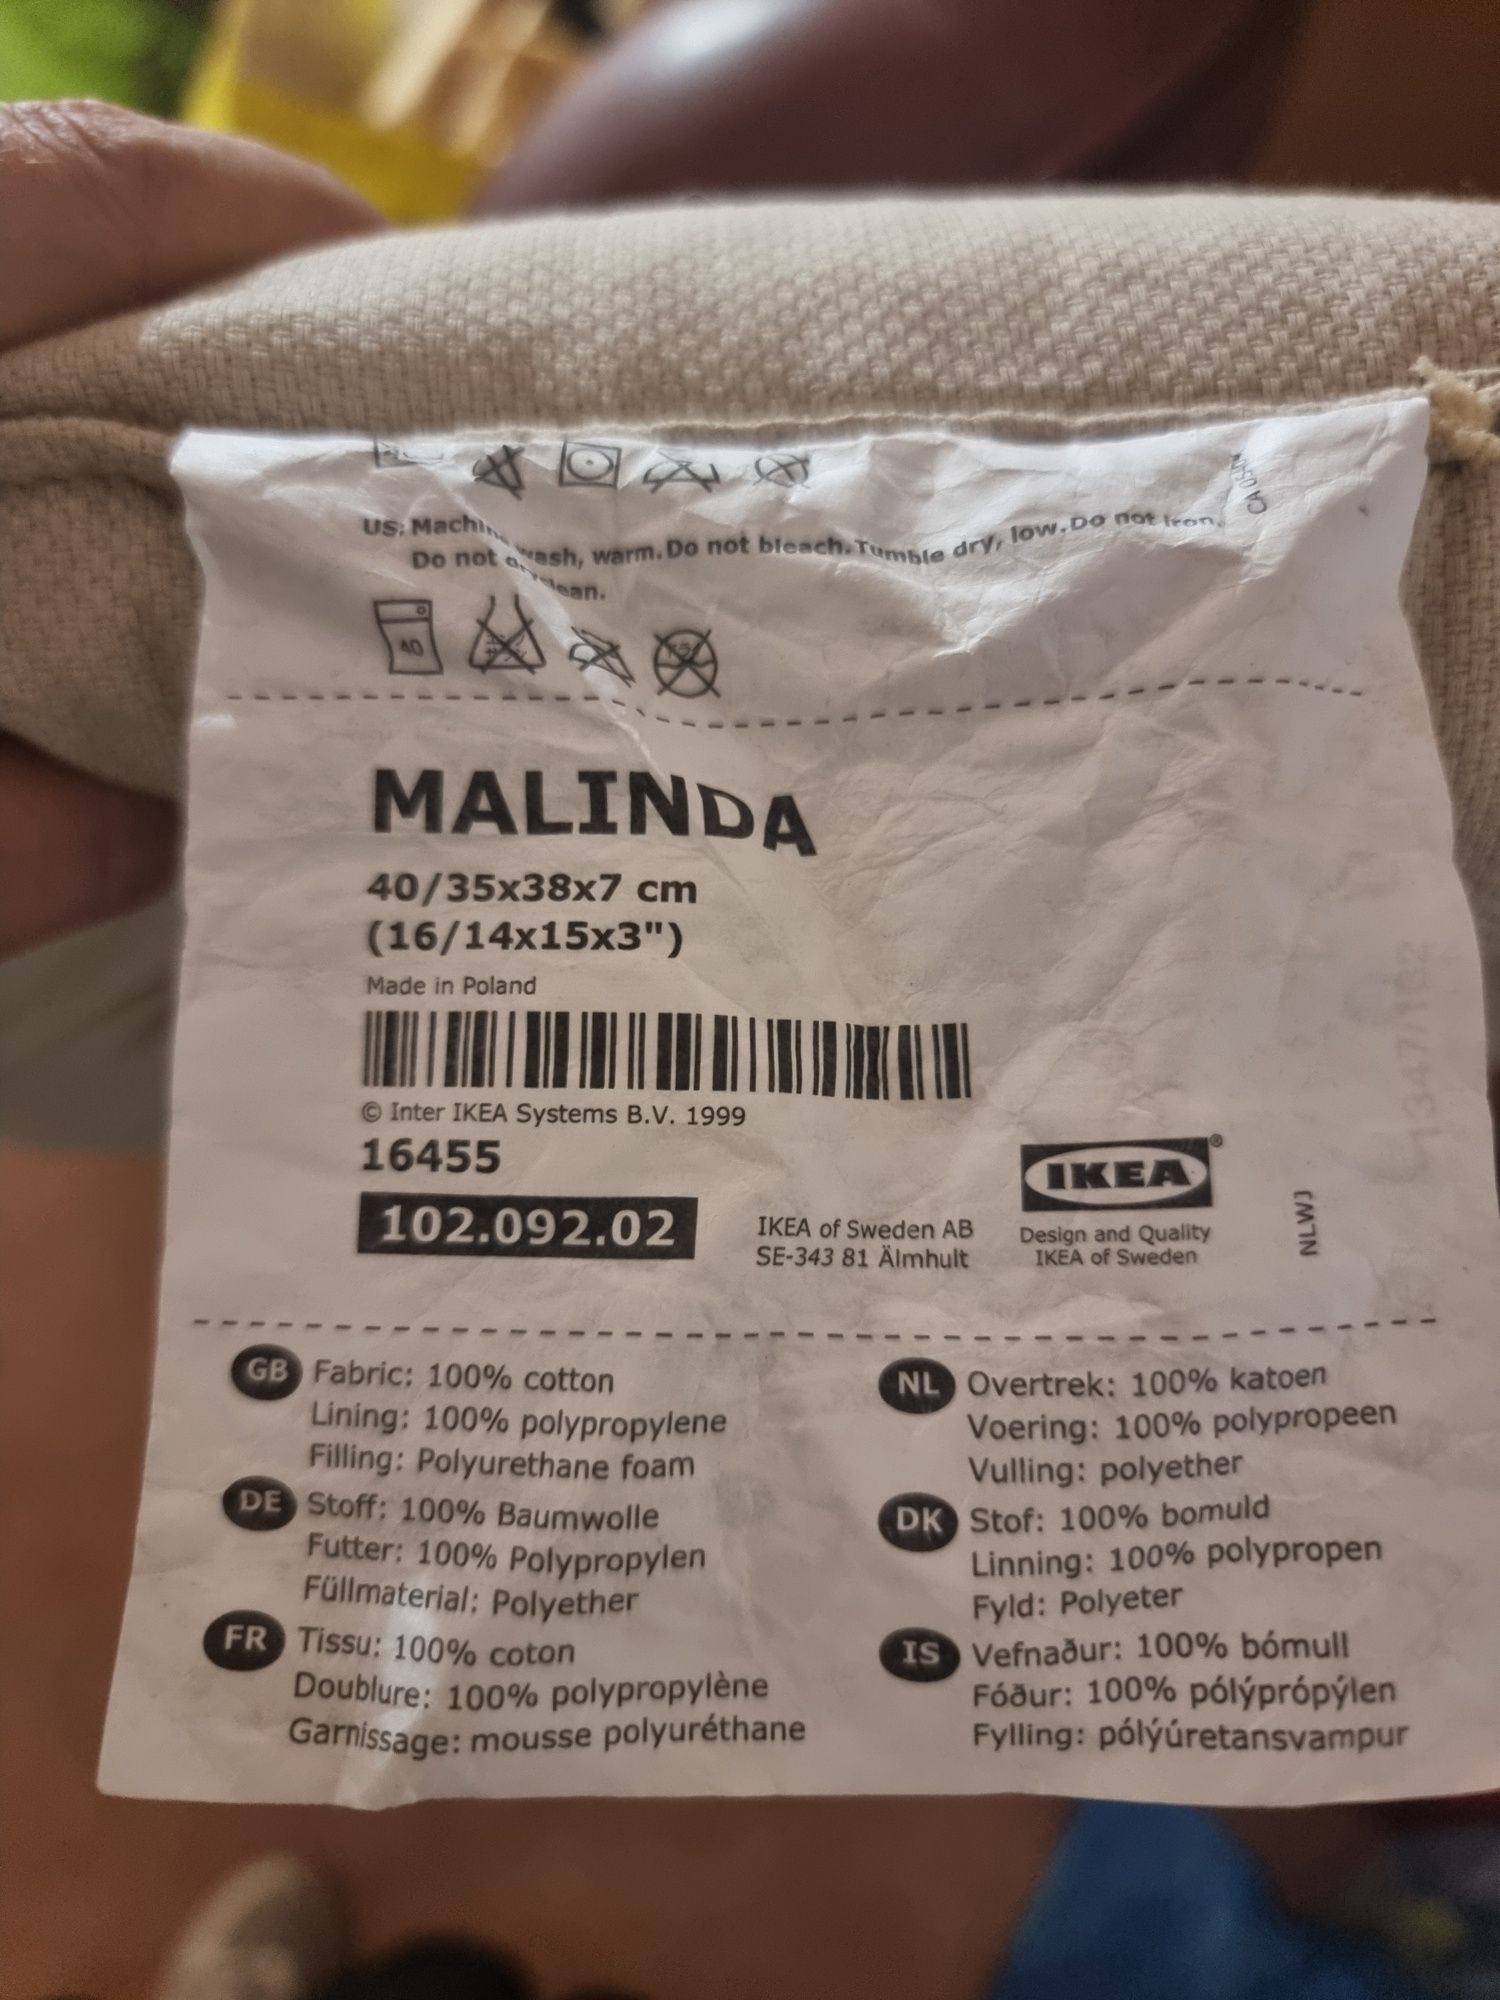 US: Machine wash, warm. Do not bleach. Tumble dry, low. Do not iron.
Do not dryclean.
40
MALINDA
40/35x38x7 cm
(16/14x15x3")
Made in Poland
© Inter IKEA Systems B.V. 1999
16455
102.092.02
IKEA of Sweden AB
SE-343 81 Älmhult
IKEA®
Design and Quality
IKEA of Sweden
NLWJ
GB Fabric: 100% cotton
Lining: 100% polypropylene
Filling: Polyurethane foam
DE Stoff: 100% Baumwolle
Futter: 100% Polypropylen
Füllmaterial: Polyether
FR Tissu: 100% coton
Doublure: 100% polypropylène
Garnissage: mousse polyuréthane
NL Overtrek: 100% katoen
Voering: 100% polypropeen
Vulling: polyether
DK Stof: 100% bomuld
Linning: 100% polypropen
Fyld: Polyeter
IS Vefnaður: 100% bómull
Fóður: 100% pólýprópýlen
Fylling: pólýúretansvampur